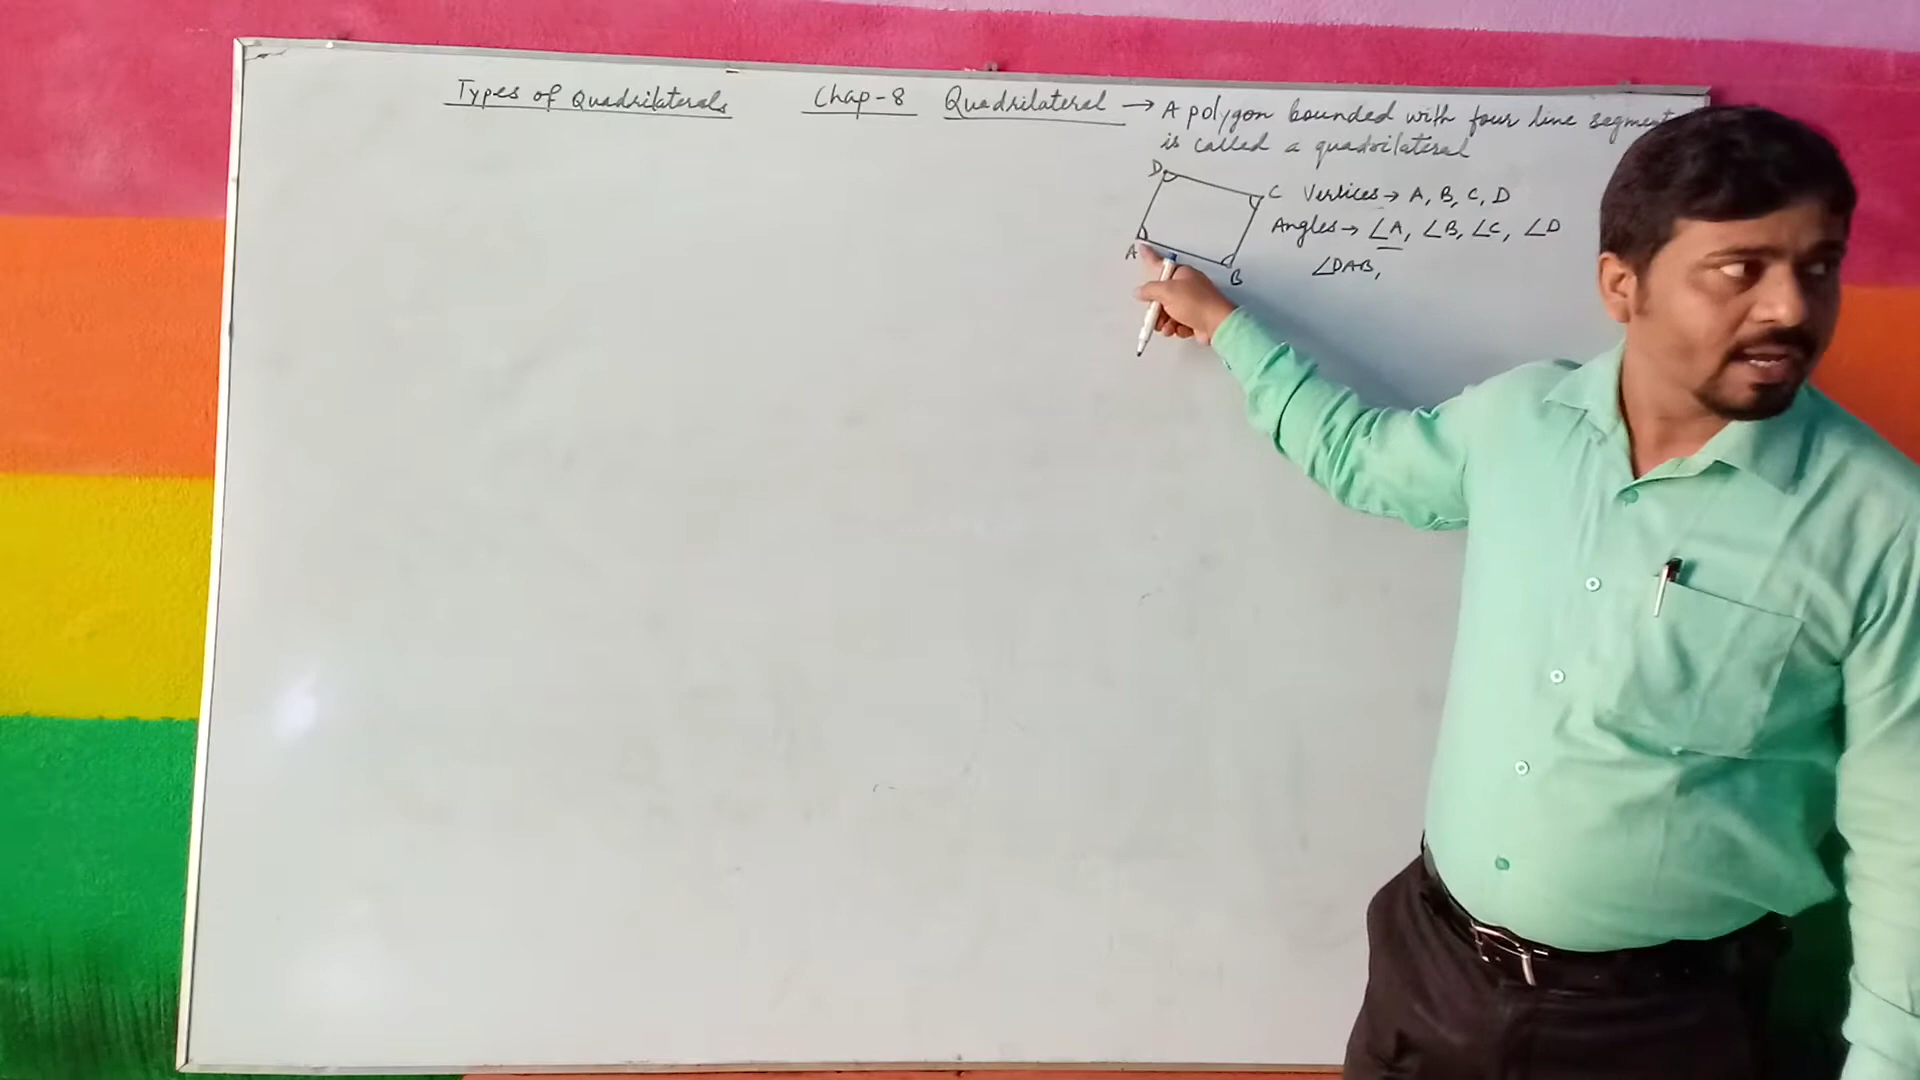 Types of Quadrilaterals
Chap-8
Quadrilateral → A polygon bounded with four line segment
is called a quadrilateral
D
C
A
B
Vertices → A, B, C, D
Angles → ∠A, ∠B, ∠C, ∠D
∠DAB,